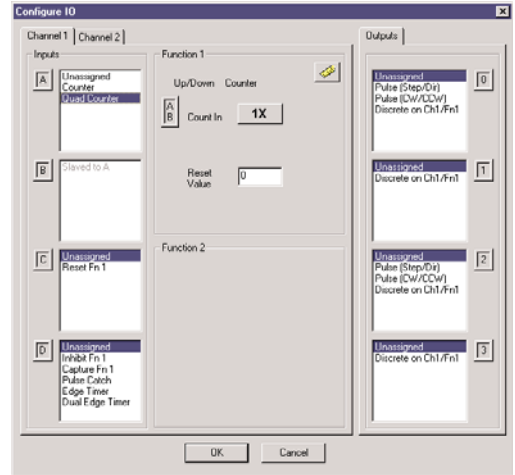 Configure IO
Channel 1
Channel 2
Inputs
A
Unassigned
Counter
Quad Counter
B
Slaved to A
C
Unassigned
Reset Fn 1
D
Unassigned
Inhibit Fn 1
Capture Fn 1
Pulse Catch
Edge Timer
Dual Edge Timer
Function 1
Up/Down Counter
A
B
Count In
1X
Reset
Value
0
Function 2
Outputs
Unassigned
Pulse (Step/Dir)
Pulse (CW/CCW)
Discrete on Ch1/Fn1
0
Unassigned
Discrete on Ch1/Fn1
1
Unassigned
Pulse (Step/Dir)
Pulse (CW/CCW)
Discrete on Ch1/Fn1
2
Unassigned
Discrete on Ch1/Fn1
3
OK
Cancel